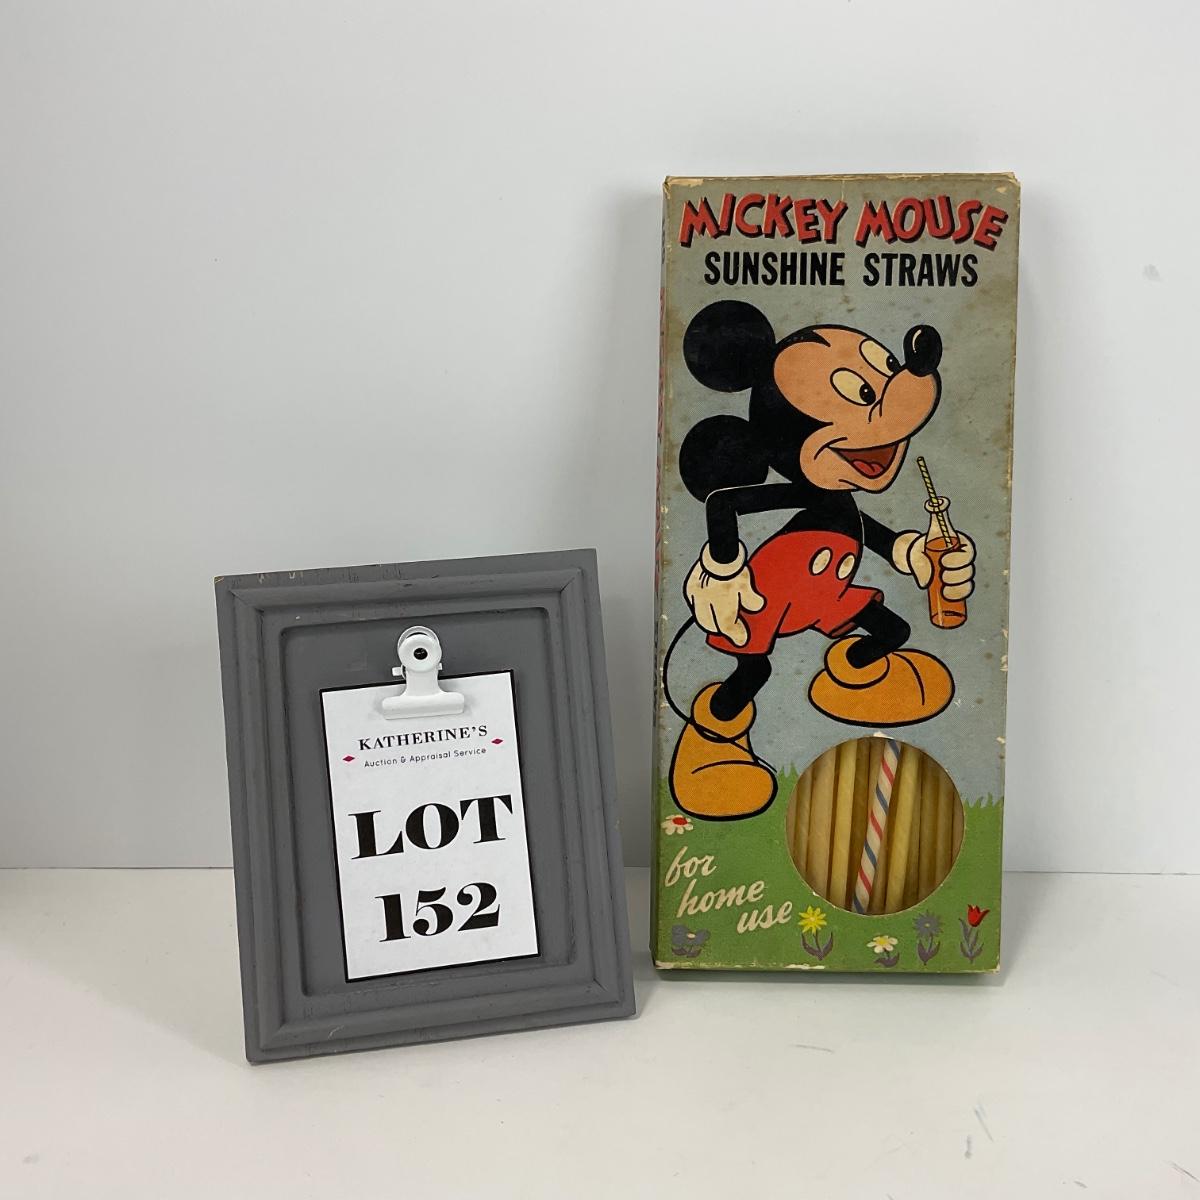 MICKEY MOUSE
SUNSHINE STRAWS
for
home
use
KATHERINE'S
Auction & Appraisal Service
LOT
152